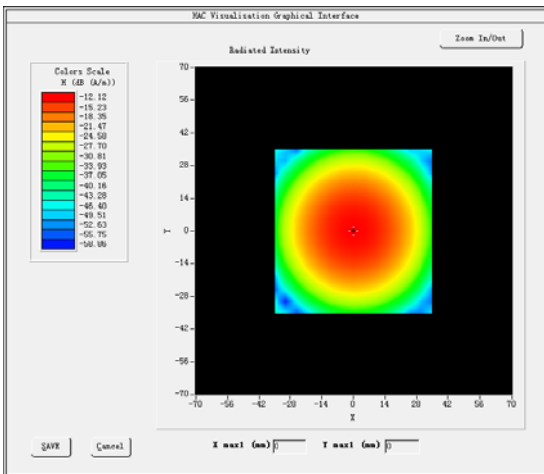 HAC Visualisation Graphical Interface
Zoom In/Out
Radiated Intensity
Colors Scale
H (dB (A/m))
-12.12
-15.23
-18.35
-21.47
-24.58
-27.70
-30.81
-33.93
-37.05
-40.16
-43.28
-46.40
-49.51
-52.63
-55.75
-58.86
70-
56-
42-
28-
14-
Y 0-
-14-
-28-
-42-
-56-
-70-
-70 -56 -42 -28 -14 0 14 28 42 56 70
X
SAVE Cancel X max1 (mm) 0 Y max1 (mm) 0